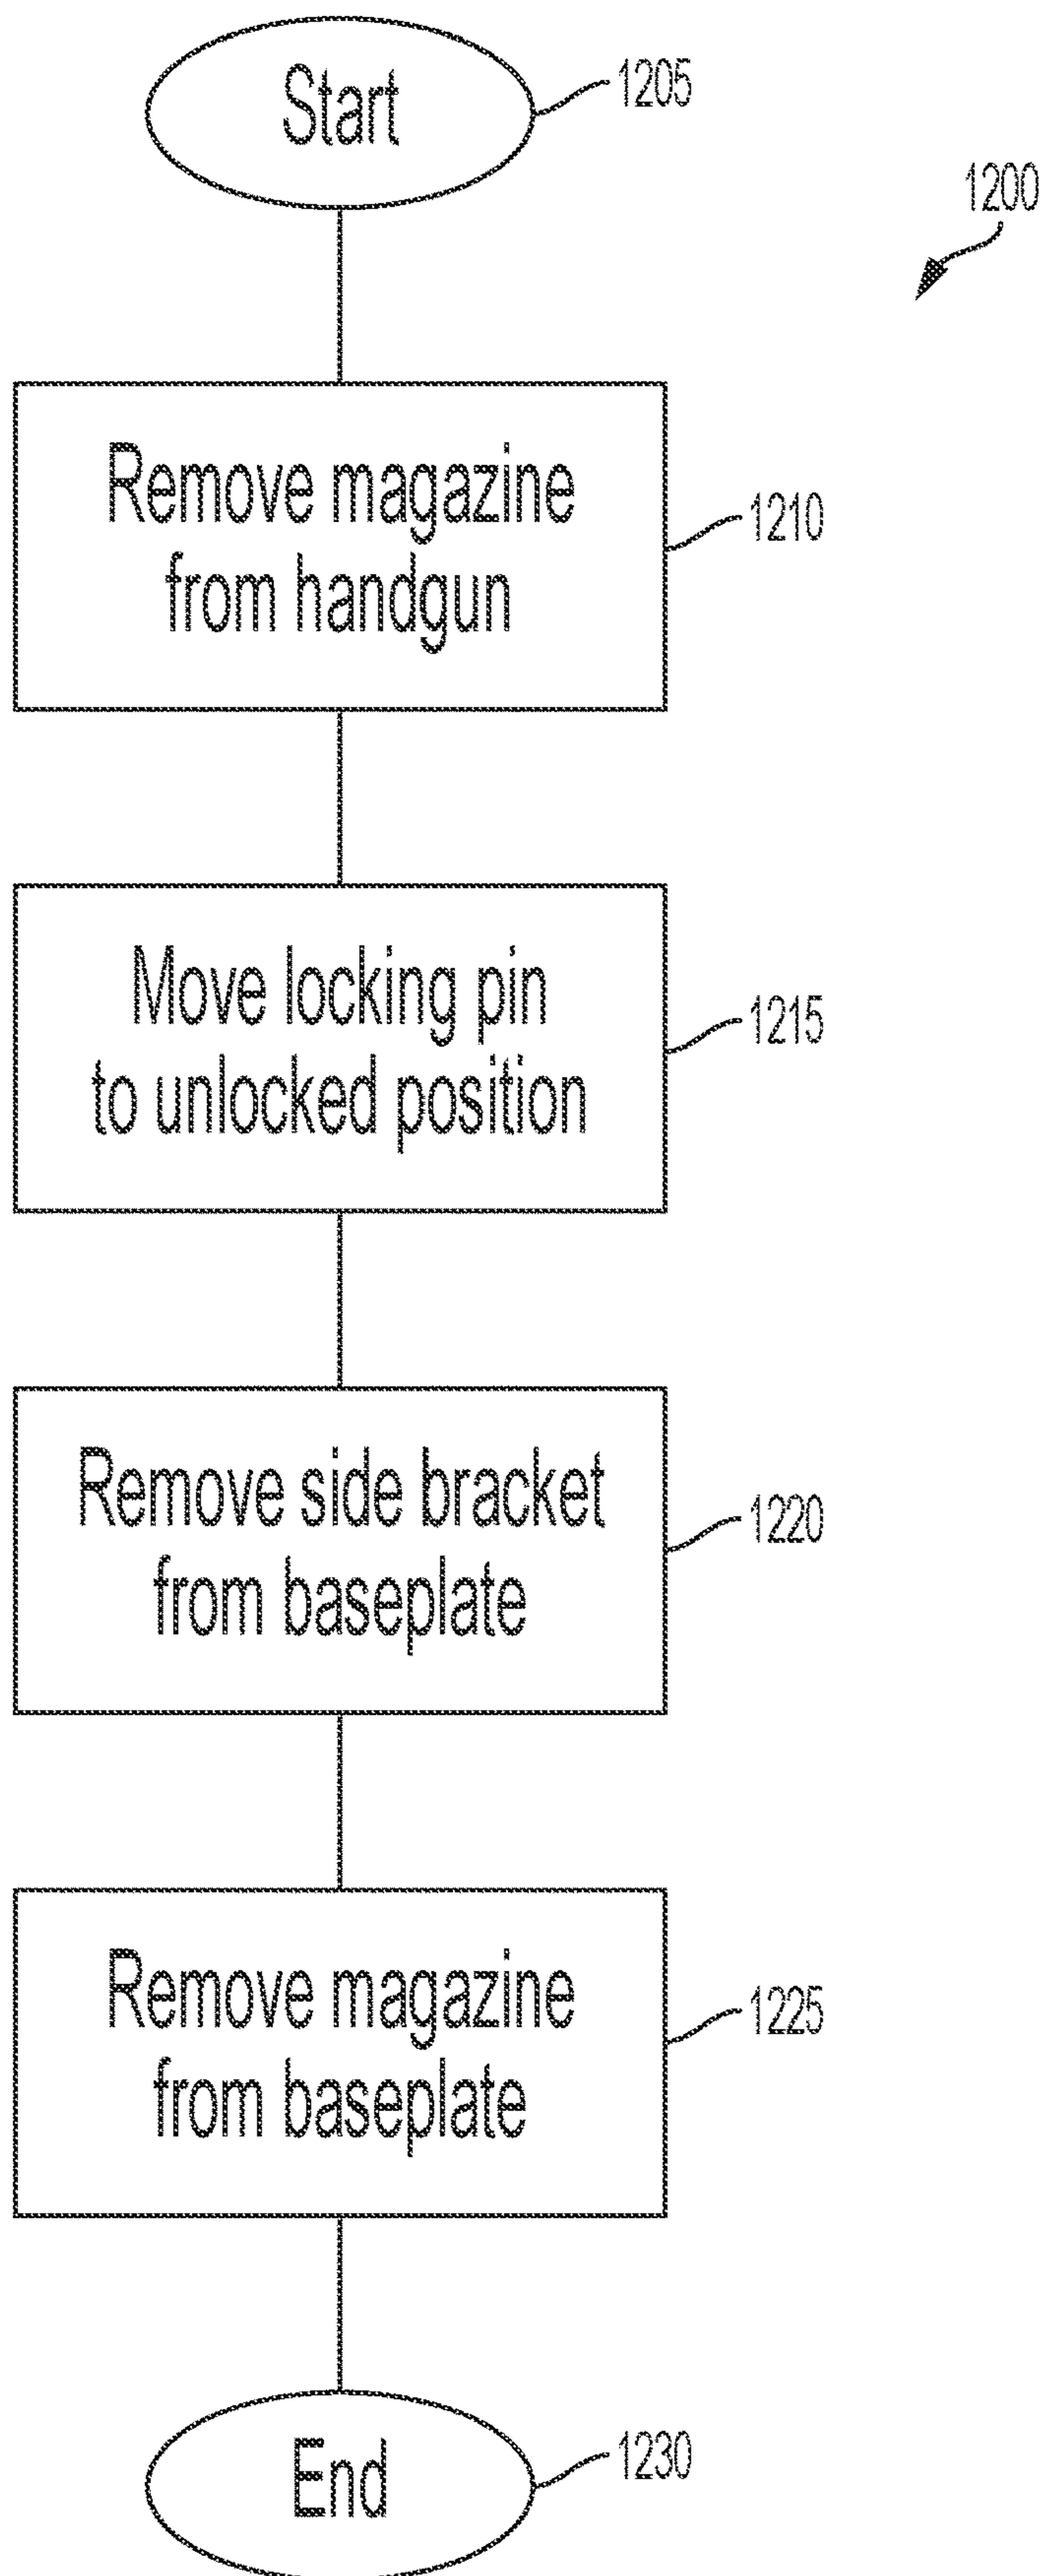 Start
1205
1200
Remove magazine
from handgun
1210
Move locking pin
to unlocked position
1215
Remove side bracket
from baseplate
1220
Remove magazine
from baseplate
1225
End
1230